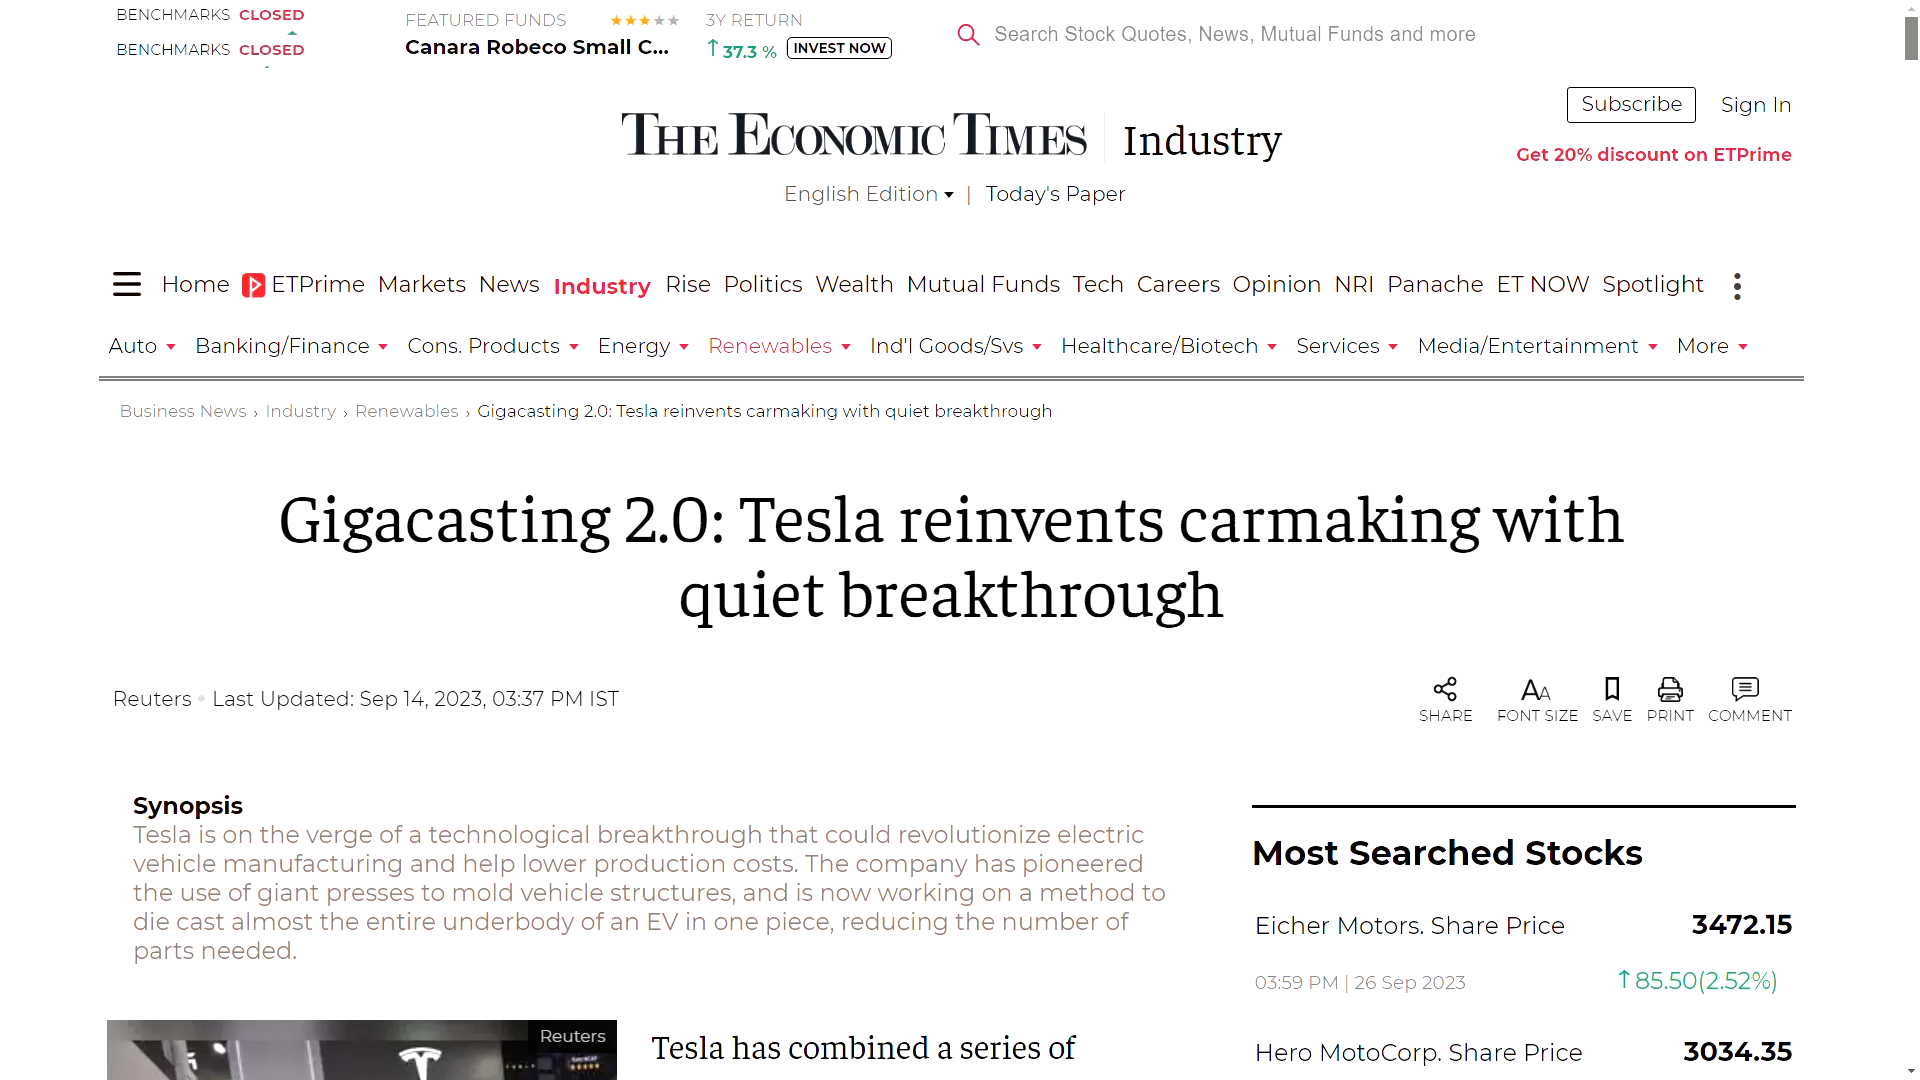 BENCHMARKS CLOSED
BENCHMARKS CLOSED
FEATURED FUNDS
Canara Robeco Small C...
3Y RETURN
37.3 % INVEST NOW
Search Stock Quotes, News, Mutual Funds and more
Subscribe Sign In
THE ECONOMIC TIMES Industry
Get 20% discount on ETPrime
English Edition | Today's Paper
Home ETPrime Markets News Industry Rise Politics Wealth Mutual Funds Tech Careers Opinion NRI Panache ET NOW Spotlight
Auto Banking/Finance Cons. Products Energy Renewables Ind'l Goods/Svs Healthcare/Biotech Services Media/Entertainment More
Business News › Industry › Renewables › Gigacasting 2.0: Tesla reinvents carmaking with quiet breakthrough
Gigacasting 2.0: Tesla reinvents carmaking with
quiet breakthrough
Reuters • Last Updated: Sep 14, 2023, 03:37 PM IST
SHARE FONT SIZE SAVE PRINT COMMENT
Synopsis
Tesla is on the verge of a technological breakthrough that could revolutionize electric
vehicle manufacturing and help lower production costs. The company has pioneered
the use of giant presses to mold vehicle structures, and is now working on a method to
die cast almost the entire underbody of an EV in one piece, reducing the number of
parts needed.
Reuters
Tesla has combined a series of
Most Searched Stocks
Eicher Motors. Share Price 3472.15
03:59 PM | 26 Sep 2023 ↑85.50(2.52%)
Hero MotoCorp. Share Price 3034.35